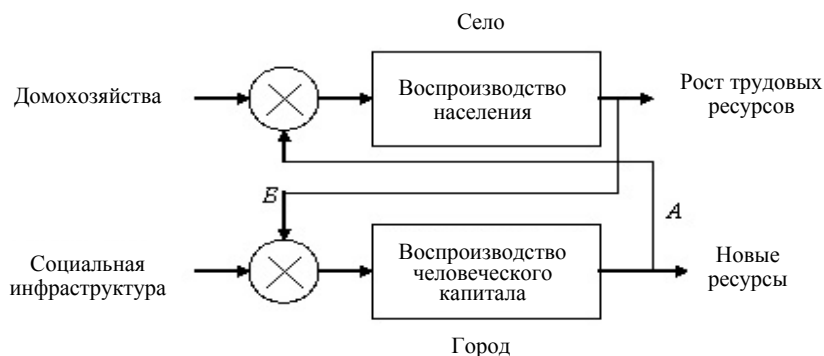 Село
Домохозяйства
Воспроизводство
населения
Рост трудовых
ресурсов
Б
А
Социальная
инфраструктура
Воспроизводство
человеческого
капитала
Новые
ресурсы
Город